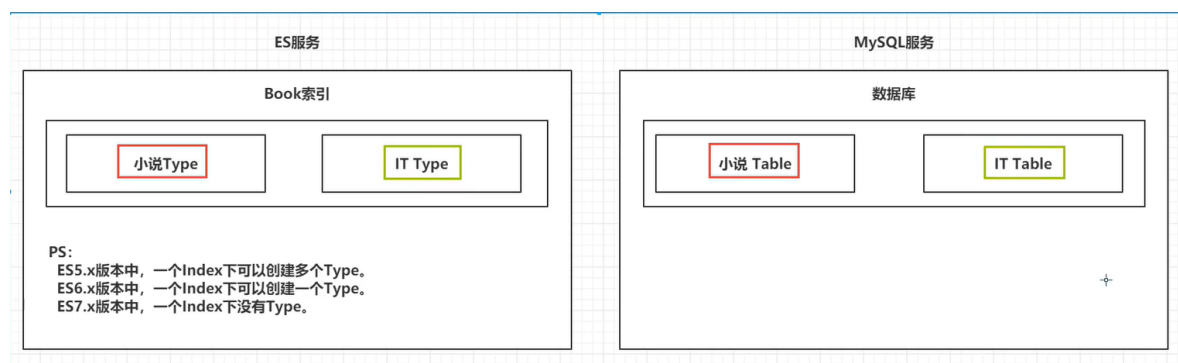 ES服务
Book索引
小说Type
IT Type
PS：
ES5.x版本中，一个Index下可以创建多个Type。
ES6.x版本中，一个Index下可以创建一个Type。
ES7.x版本中，一个Index下没有Type。
MySQL服务
数据库
小说 Table
IT Table